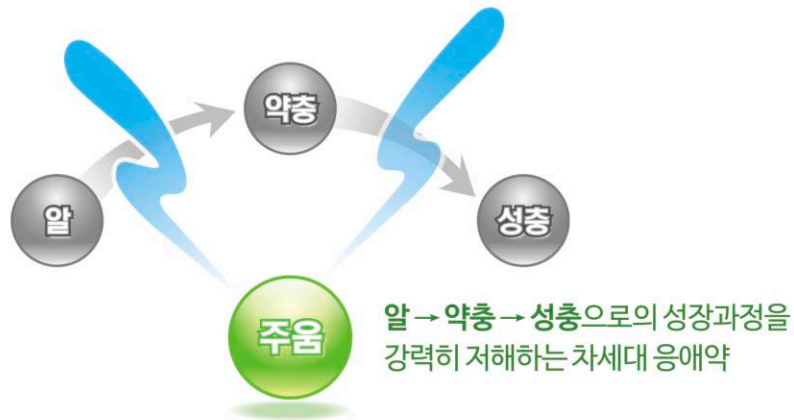 약충
알
성충
주움
알 → 약충 → 성충으로의 성장과정을
강력히 저해하는 차세대 응애약